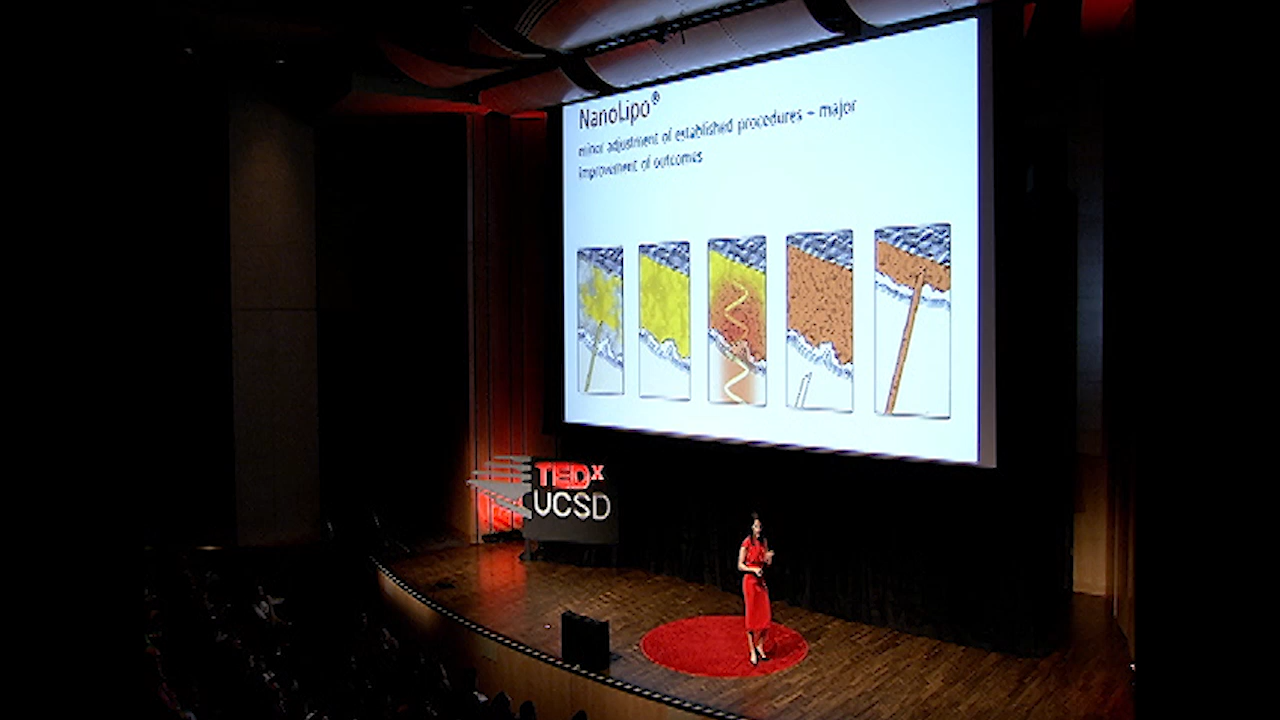 NanoLipo®
minor adjustment of established procedures – major
improvement of outcomes
TEDx
UCSD